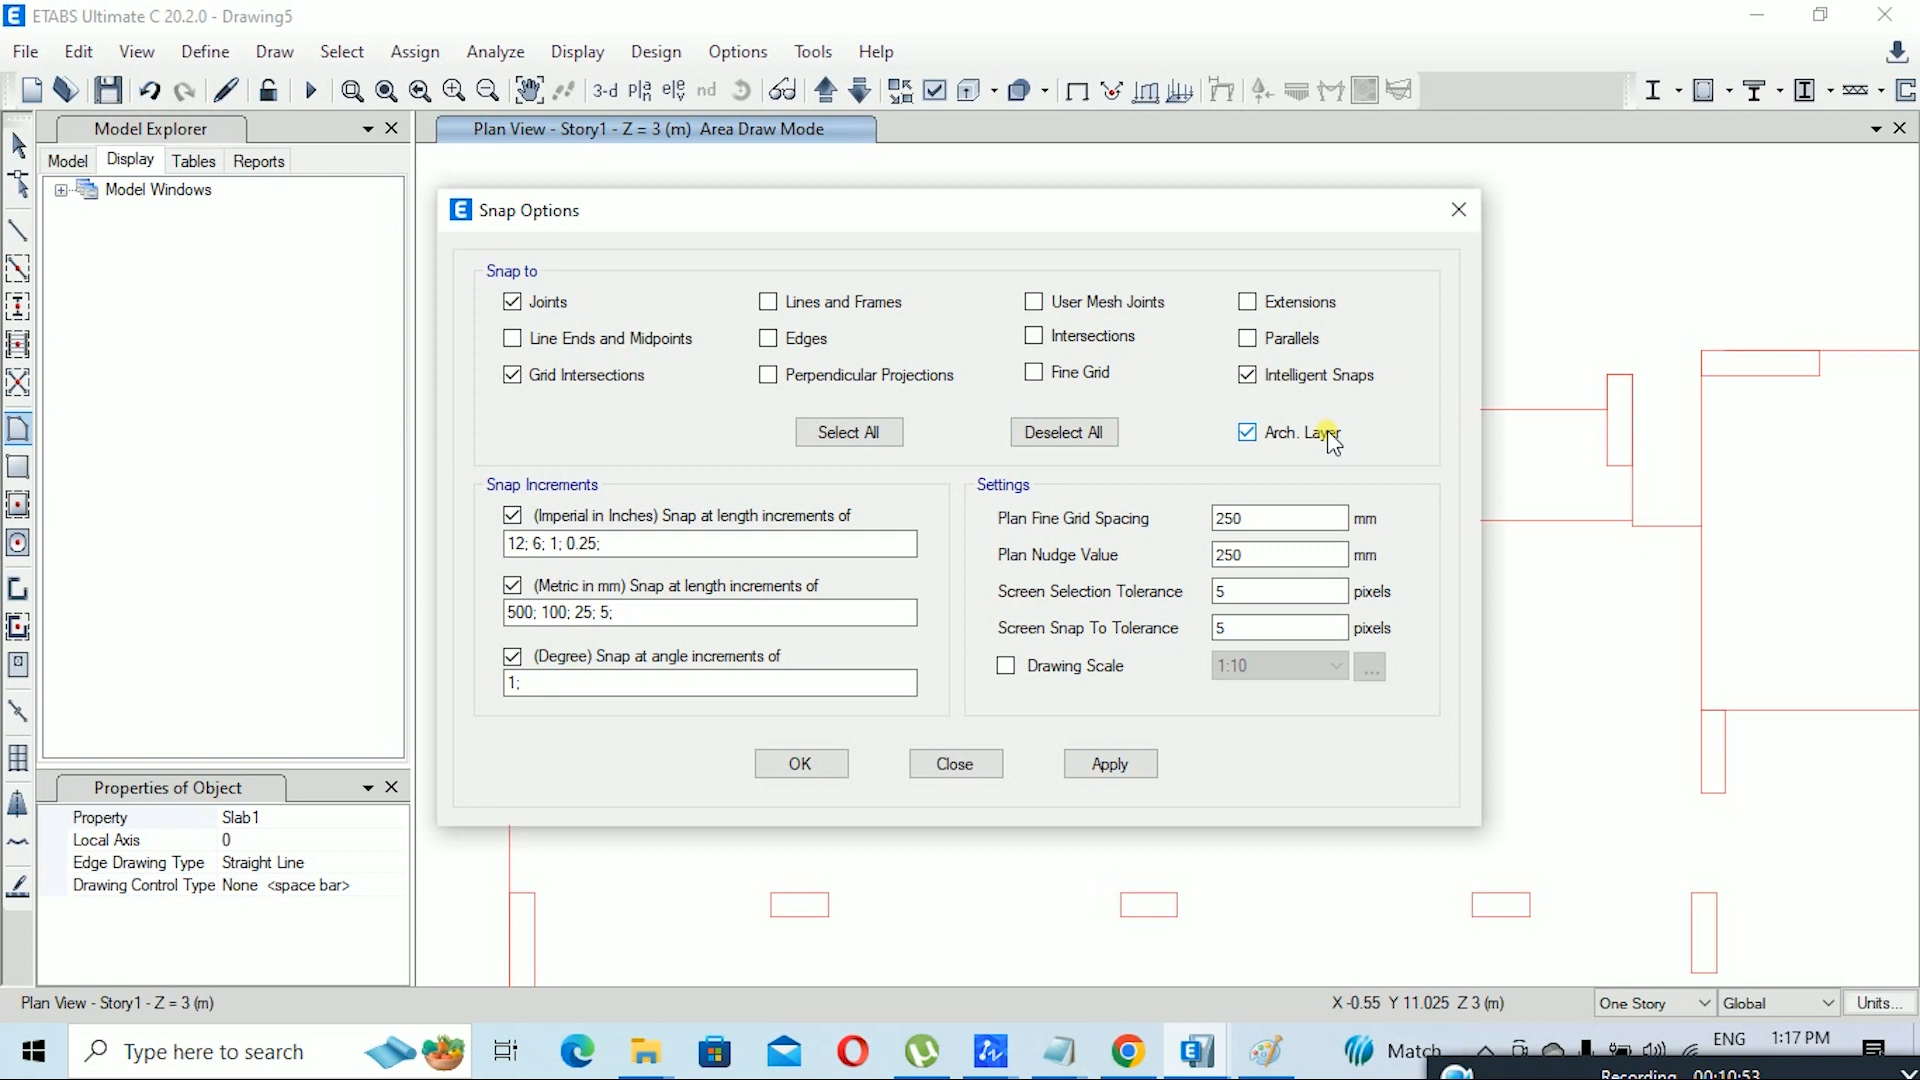 ETABS Ultimate C 20.2.0 - Drawing5
File Edit View Define Draw Select Assign Analyze Display Design Options Tools Help
3-d Pla ele nd
Model Explorer
Plan View - Story1 - Z = 3 (m) Area Draw Mode
Model Display Tables Reports
Model Windows
Snap Options
Snap to
Joints Lines and Frames User Mesh Joints Extensions
Line Ends and Midpoints Edges Intersections Parallels
Grid Intersections Perpendicular Projections Fine Grid Intelligent Snaps
Select All Deselect All Arch. Layer
Snap Increments
(Imperial in Inches) Snap at length increments of
12; 6; 1; 0.25;
(Metric in mm) Snap at length increments of
500; 100; 25; 5;
(Degree) Snap at angle increments of
1;
Settings
Plan Fine Grid Spacing 250 mm
Plan Nudge Value 250 mm
Screen Selection Tolerance 5 pixels
Screen Snap To Tolerance 5 pixels
Drawing Scale 1:10 ...
OK Close Apply
Properties of Object
Property Slab1
Local Axis 0
Edge Drawing Type Straight Line
Drawing Control Type None <space bar>
Plan View - Story1 - Z = 3 (m)
X -0.55 Y 11.025 Z 3 (m)
One Story Global Units...
Type here to search
Match
ENG 1:17 PM
Recording 00:10:53